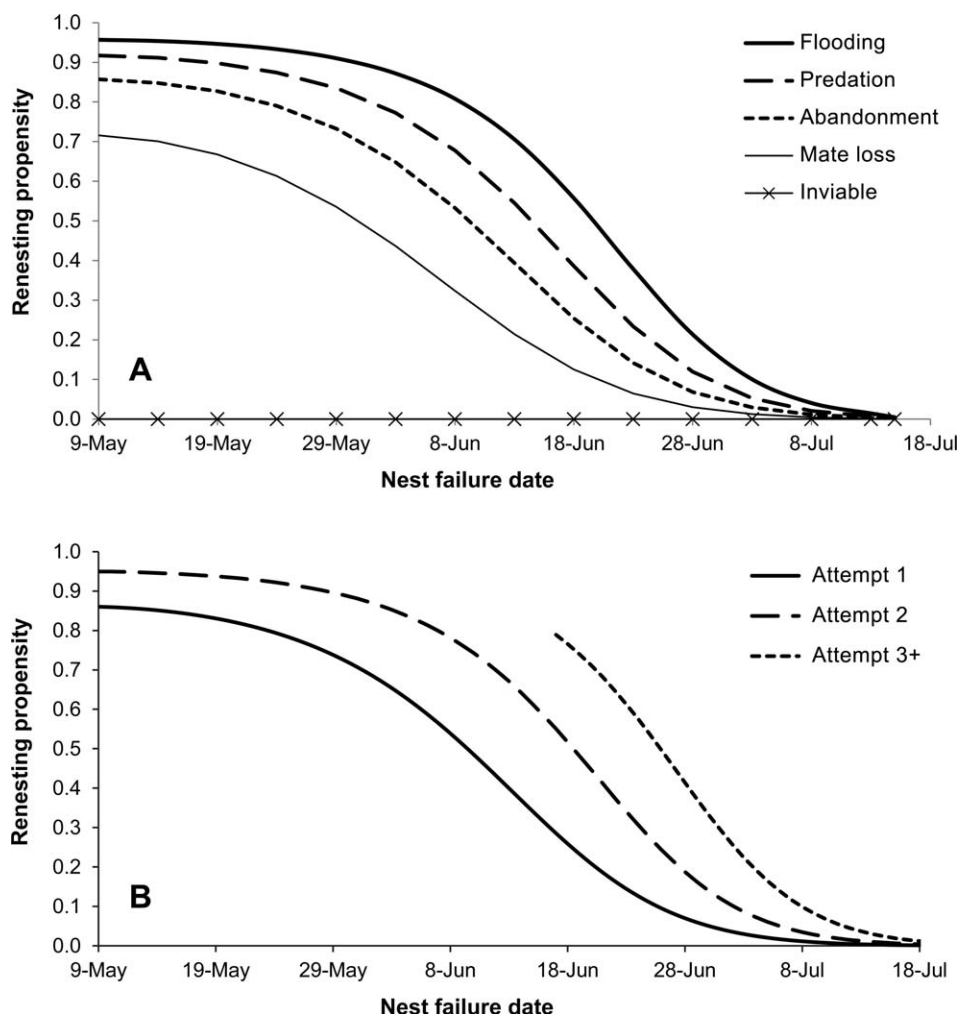 1.0
0.9
0.8
0.7
0.6
0.5
0.4
0.3
0.2
0.1
0.0
Renesting propensity
Flooding
Predation
Abandonment
Mate loss
Inviable
A
9-May 19-May 29-May 8-Jun 18-Jun 28-Jun 8-Jul 18-Jul
Nest failure date
1.0
0.9
0.8
0.7
0.6
0.5
0.4
0.3
0.2
0.1
0.0
Renesting propensity
Attempt 1
Attempt 2
Attempt 3+
B
9-May 19-May 29-May 8-Jun 18-Jun 28-Jun 8-Jul 18-Jul
Nest failure date